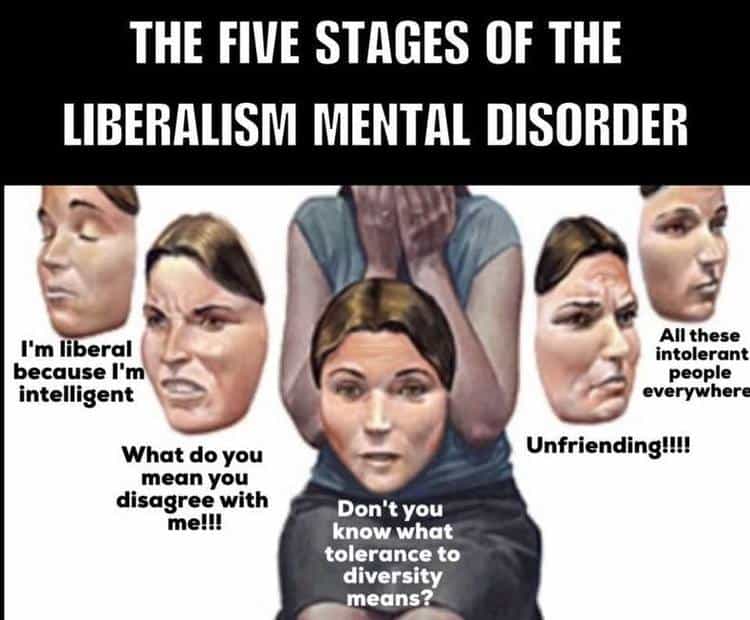 THE FIVE STAGES OF THE
LIBERALISM MENTAL DISORDER
I'm liberal
because I'm
intelligent
What do you
mean you
disagree with
me!!!
Don't you
know what
tolerance to
diversity
means?
Unfriending!!!!
All these
intolerant
people
everywhere